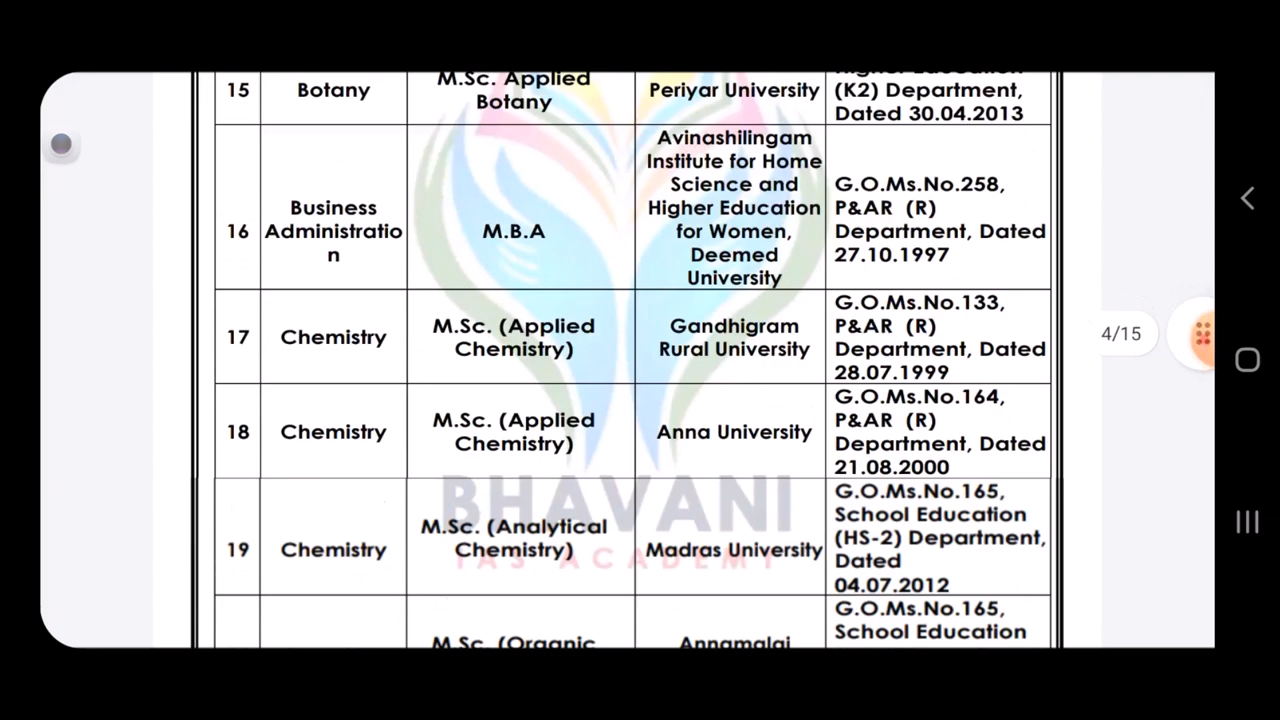 15
Botany
M.Sc. Applied
Botany
Periyar University
Higher Education
(K2) Department,
Dated 30.04.2013
16
Business
Administratio
n
M.B.A
Avinashilingam
Institute for Home
Science and
Higher Education
for Women,
Deemed
University
G.O.Ms.No.258,
P&AR (R)
Department, Dated
27.10.1997
17
Chemistry
M.Sc. (Applied
Chemistry)
Gandhigram
Rural University
G.O.Ms.No.133,
P&AR (R)
Department, Dated
28.07.1999
18
Chemistry
M.Sc. (Applied
Chemistry)
Anna University
G.O.Ms.No.164,
P&AR (R)
Department, Dated
21.08.2000
19
Chemistry
M.Sc. (Analytical
Chemistry)
Madras University
G.O.Ms.No.165,
School Education
(HS-2) Department,
Dated
04.07.2012
M.Sc. (Organic
Annamalai
G.O.Ms.No.165,
School Education
BHAVANI
IAS ACADEMY
4/15